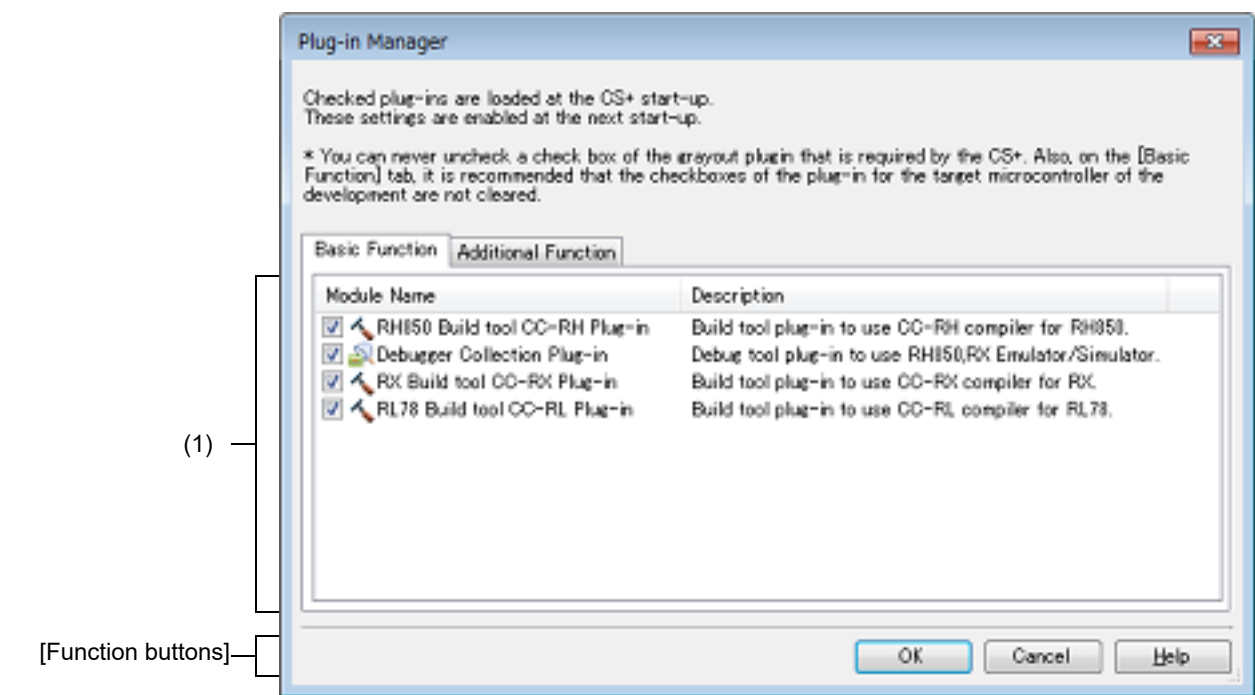 Plug-in Manager
Checked plug-ins are loaded at the CS+ start-up.
These settings are enabled at the next start-up.
* You can never uncheck a check box of the grayout plugin that is required by the CS+. Also, on the [Basic
Function] tab, it is recommended that the checkboxes of the plug-in for the target microcontroller of the
development are not cleared.
Basic Function Additional Function
Module Name Description
RH850 Build tool CC-RH Plug-in Build tool plug-in to use CC-RH compiler for RH850.
Debugger Collection Plug-in Debug tool plug-in to use RH850,RX Emulator/Simulator.
RX Build tool CC-RX Plug-in Build tool plug-in to use CC-RX compiler for RX.
RL78 Build tool CC-RL Plug-in Build tool plug-in to use CC-RL compiler for RL78.
(1)
[Function buttons]
OK Cancel Help